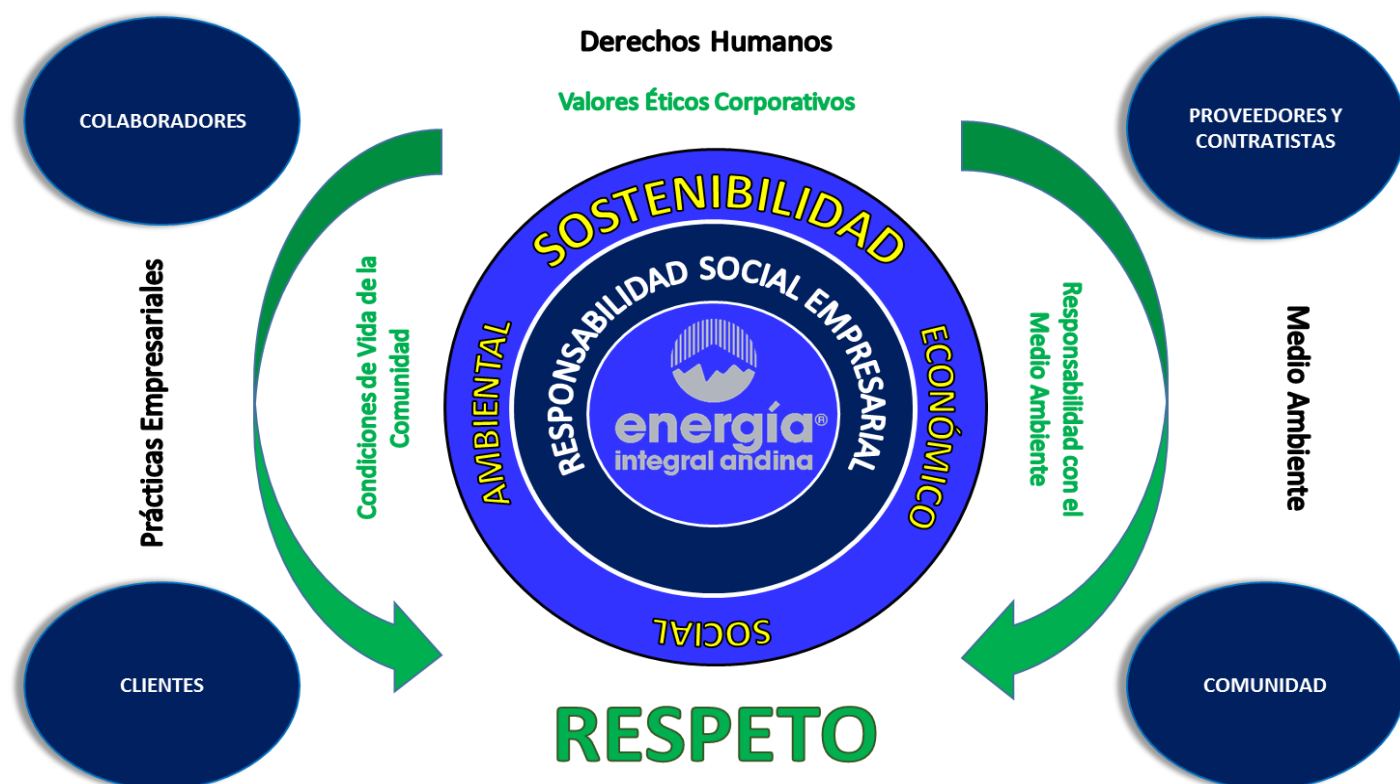 Derechos Humanos
Valores Éticos Corporativos
COLABORADORES
PROVEEDORES Y
CONTRATISTAS
Prácticas Empresariales
Condiciones de Vida de la
Comunidad
SOSTENIBILIDAD
AMBIENTAL
ECONÓMICO
SOCIAL
RESPONSABILIDAD SOCIAL EMPRESARIAL
energía®
integral andina
Responsabilidad con el
Medio Ambiente
Medio Ambiente
CLIENTES
COMUNIDAD
RESPETO